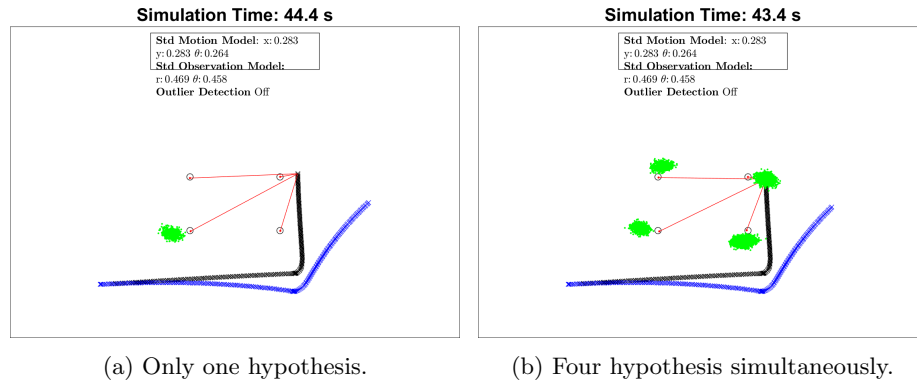 Simulation Time: 44.4 s
Std Motion Model: x: 0.283
y: 0.283 θ: 0.264
Std Observation Model:
r: 0.469 θ: 0.458
Outlier Detection Off
(a) Only one hypothesis.
Simulation Time: 43.4 s
Std Motion Model: x: 0.283
y: 0.283 θ: 0.264
Std Observation Model:
r: 0.469 θ: 0.458
Outlier Detection Off
(b) Four hypothesis simultaneously.